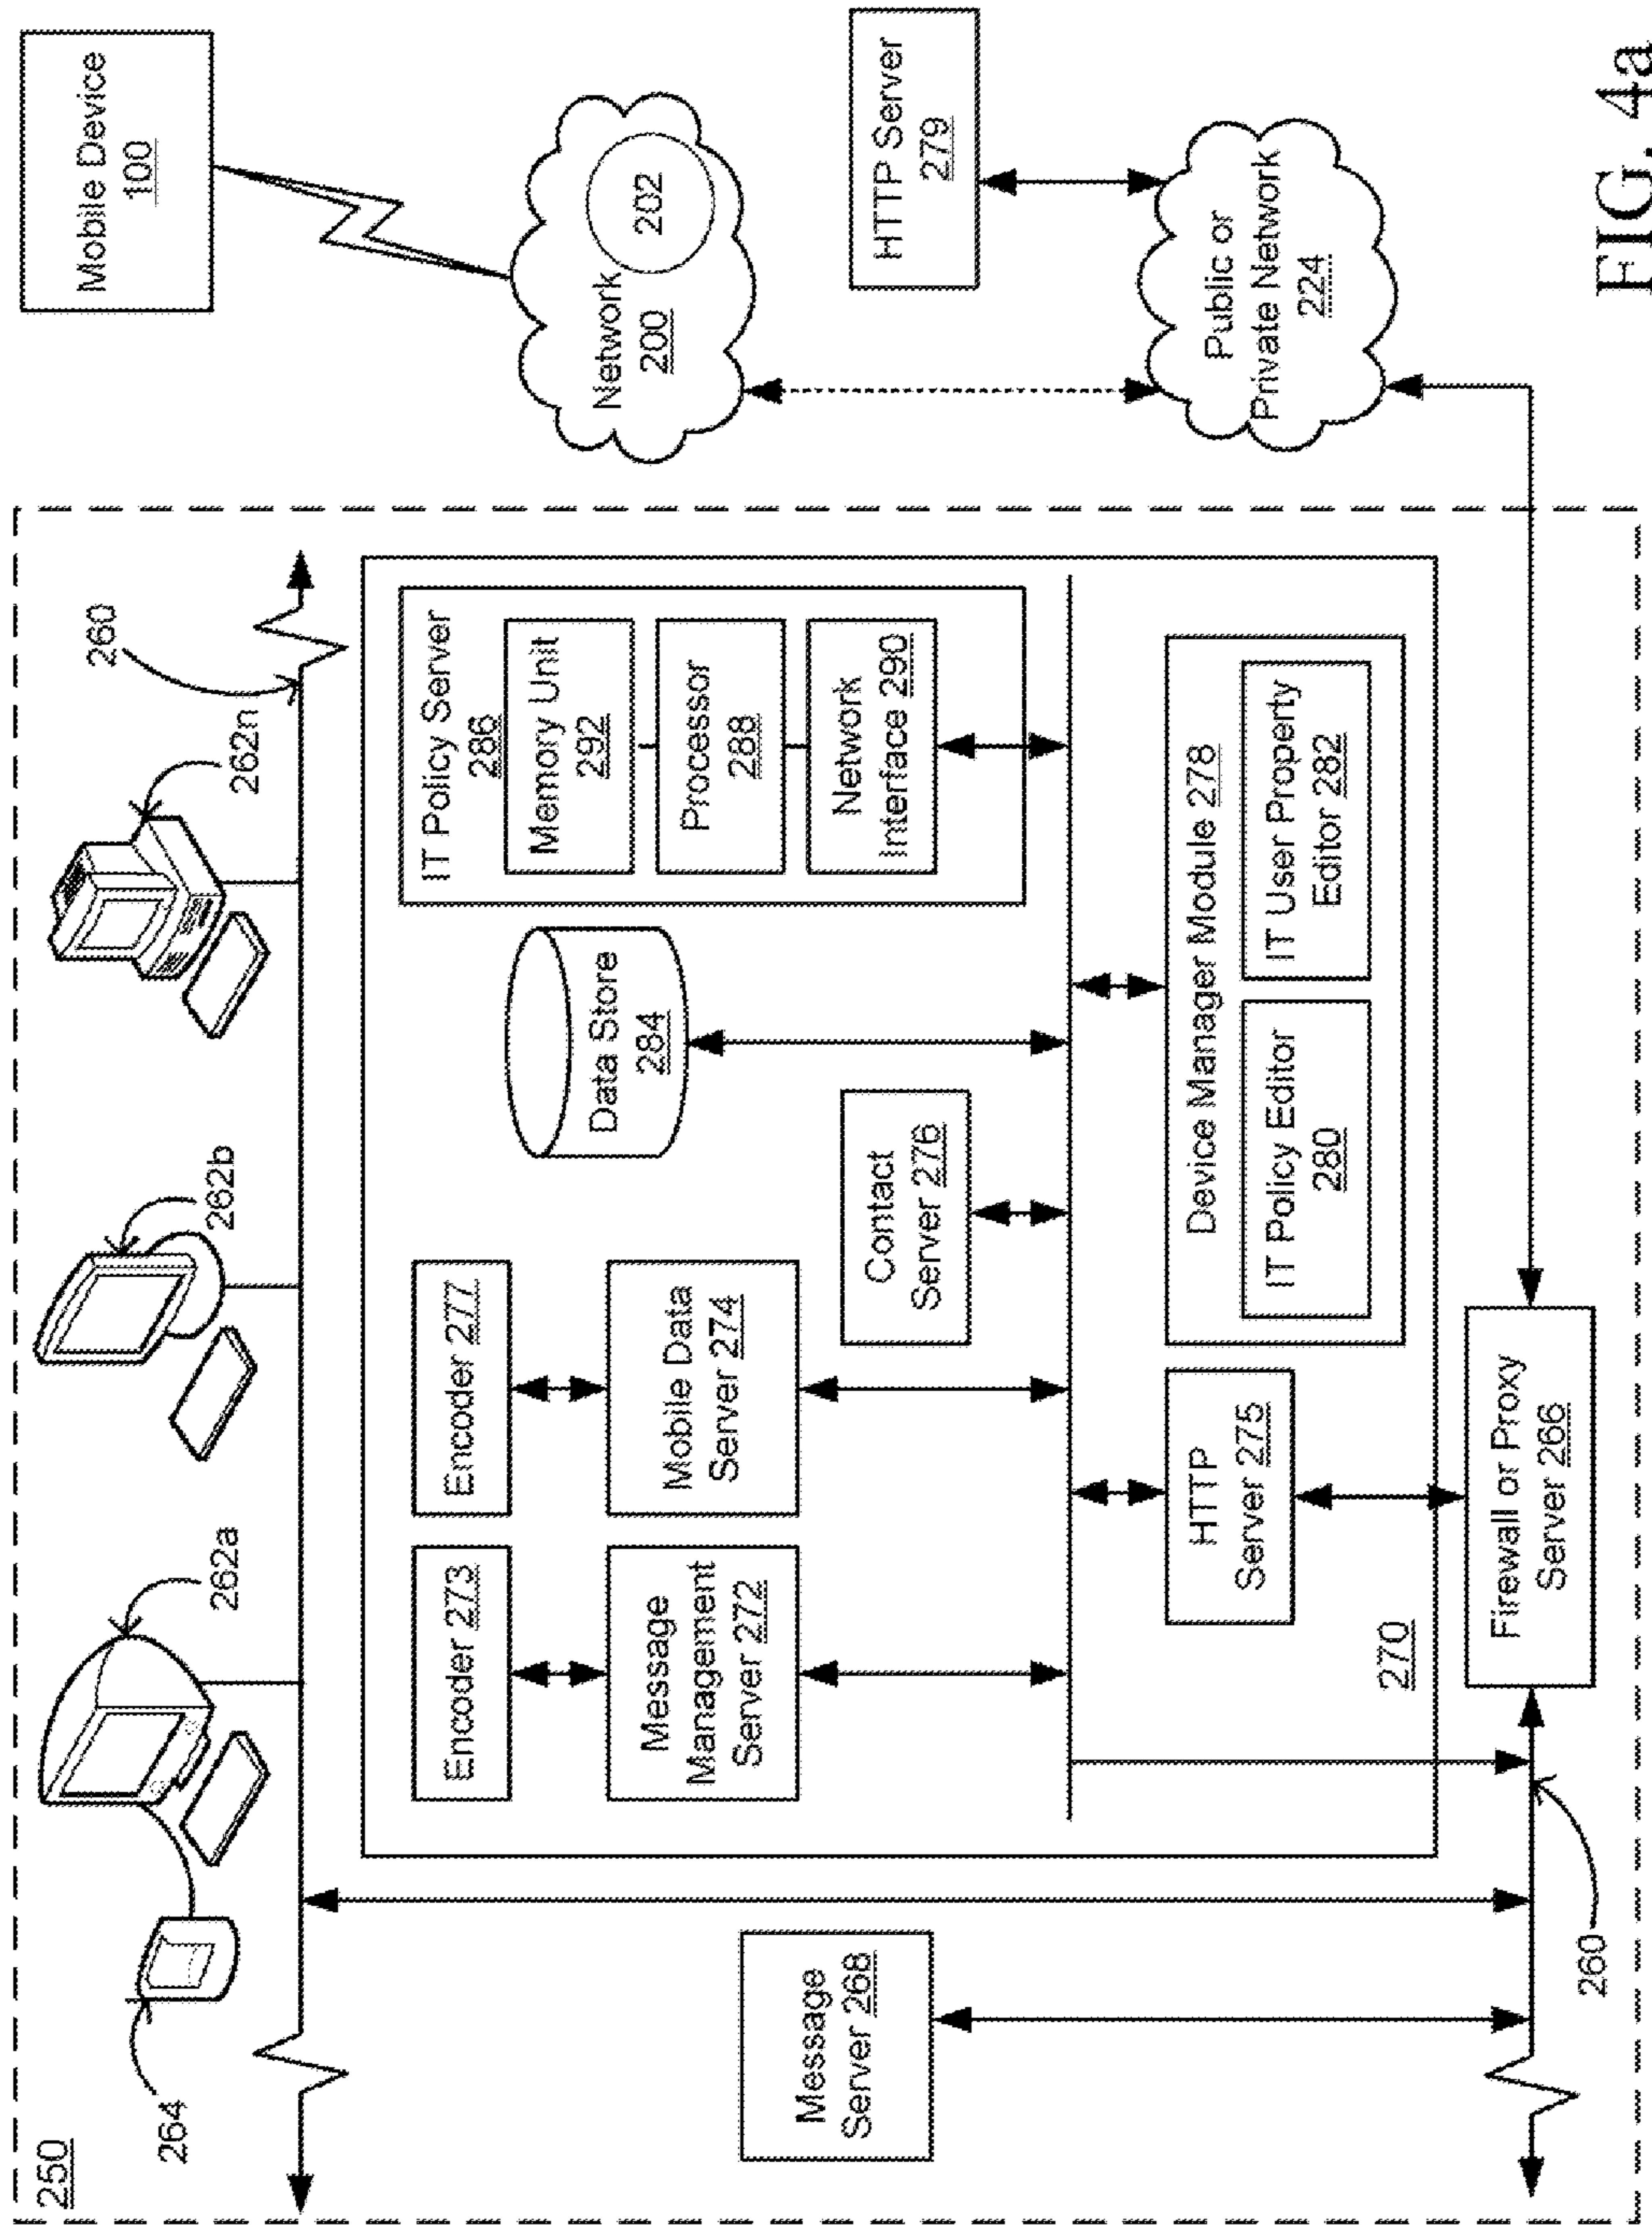 250
264
262a
262b
262n
260
Mobile Device
100
Encoder 273
Encoder 277
IT Policy Server
286
Memory Unit
292
Processor
288
Network
Interface 290
Data Store
284
Network
200
202
Message
Management
Server 272
Mobile Data
Server 274
Contact
Server 276
Message
Server 268
HTTP Server
279
HTTP
Server 275
Device Manager Module 278
IT Policy Editor
280
IT User Property
Editor 282
Public or
Private Network
224
270
Firewall or Proxy
Server 266
260
FIG. 4a